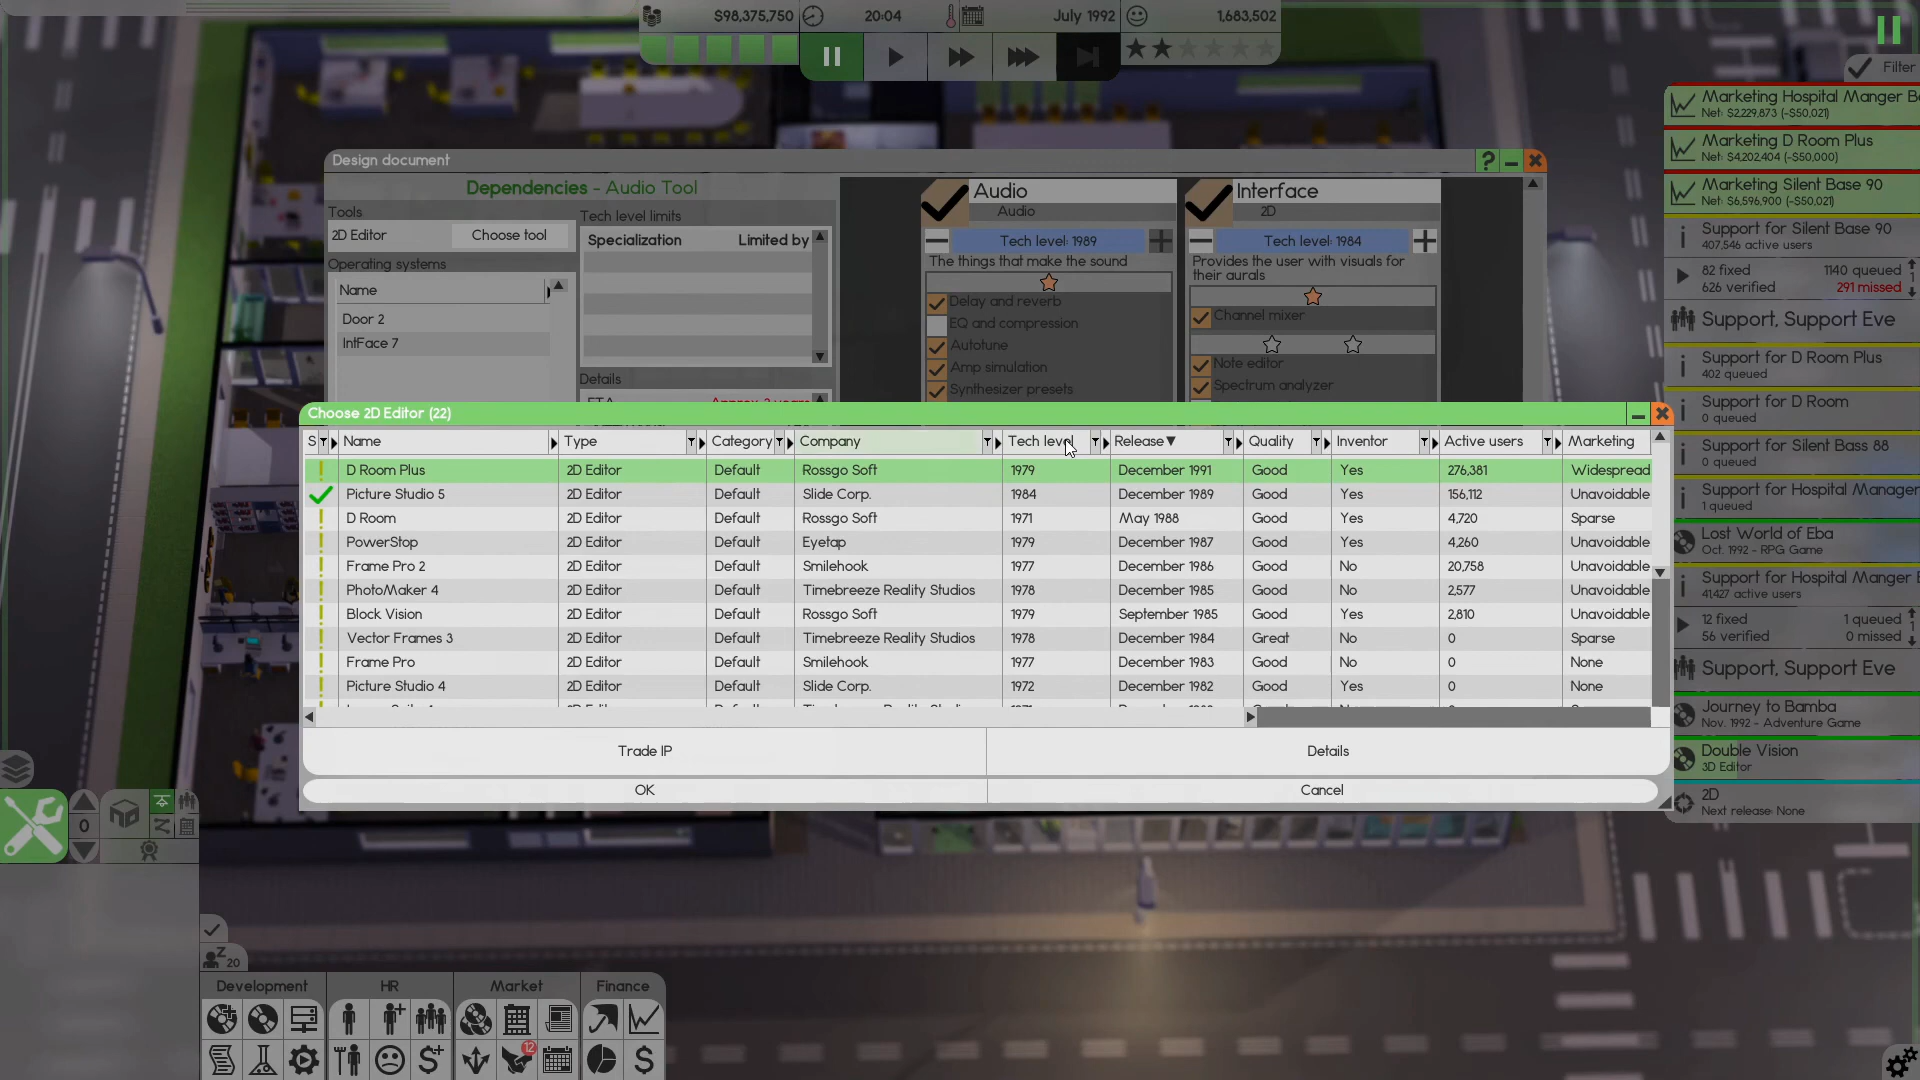 $98,375,750
20:04
July 1992
1,683,502
Filter
Marketing Hospital Manger B
Net: $2,229,873 (-$50,021)
Marketing D Room Plus
Net: $4,202,404 (-$50,000)
Marketing Silent Base 90
Net: $6,596,900 (-$50,021)
Support for Silent Base 90
407,546 active users
82 fixed 1140 queued
626 verified 291 missed
Support, Support Eve
Support for D Room Plus
402 queued
Support for D Room
0 queued
Support for Silent Bass 88
0 queued
Support for Hospital Manager
1 queued
Lost World of Eba
Oct. 1992 - RPG Game
Support for Hospital Manger
41,427 active users
12 fixed 1 queued
56 verified 0 missed
Support, Support Eve
Journey to Bamba
Nov. 1992 - Adventure Game
Double Vision
3D Editor
2D
Next release: None
Design document
?
Dependencies - Audio Tool
Tools
2D Editor Choose tool
Operating systems
Name
Door 2
IntFace 7
Tech level limits
Specialization Limited by
Details
Audio
Audio
Tech level: 1989
The things that make the sound
Delay and reverb
EQ and compression
Autotune
Amp simulation
Synthesizer presets
Interface
2D
Tech level: 1984
Provides the user with visuals for
their aurals
Channel mixer
Note editor
Spectrum analyzer
Choose 2D Editor (22)
S Name Type Category Company Tech level Release Quality Inventor Active users Marketing
D Room Plus 2D Editor Default Rossgo Soft 1979 December 1991 Good Yes 276,381 Widespread
Picture Studio 5 2D Editor Default Slide Corp. 1984 December 1989 Good Yes 156,112 Unavoidable
D Room 2D Editor Default Rossgo Soft 1971 May 1988 Good Yes 4,720 Sparse
PowerStop 2D Editor Default Eyetap 1979 December 1987 Good Yes 4,260 Unavoidable
Frame Pro 2 2D Editor Default Smilehook 1977 December 1986 Good No 20,758 Unavoidable
PhotoMaker 4 2D Editor Default Timebreeze Reality Studios 1978 December 1985 Good No 2,577 Unavoidable
Block Vision 2D Editor Default Rossgo Soft 1979 September 1985 Good Yes 2,810 Unavoidable
Vector Frames 3 2D Editor Default Timebreeze Reality Studios 1978 December 1984 Great No 0 Sparse
Frame Pro 2D Editor Default Smilehook 1977 December 1983 Good No 0 None
Picture Studio 4 2D Editor Default Slide Corp. 1972 December 1982 Good Yes 0 None
Trade IP Details
OK Cancel
0
20
Development HR Market Finance
12